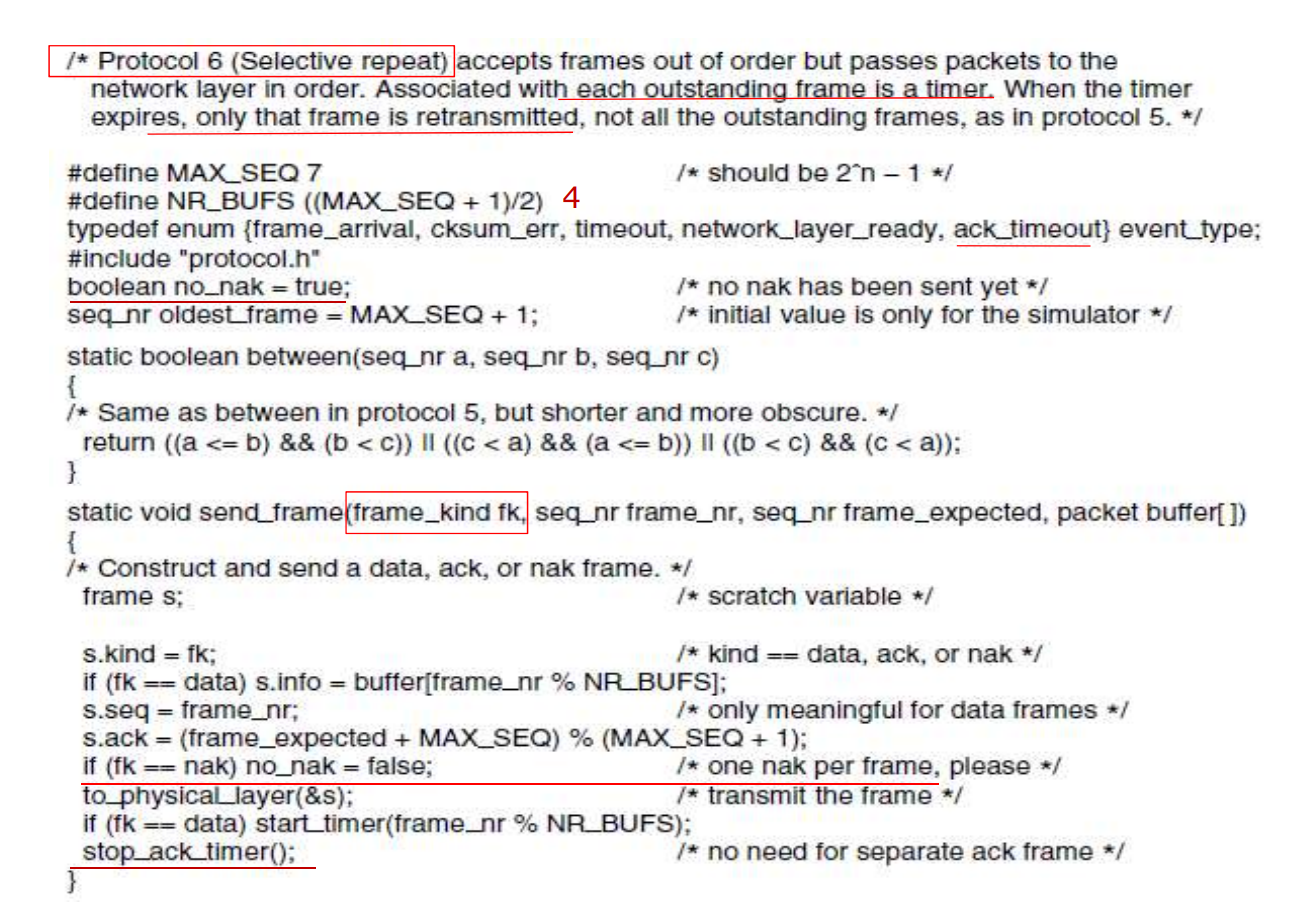 /* Protocol 6 (Selective repeat) accepts frames out of order but passes packets to the
network layer in order. Associated with each outstanding frame is a timer. When the timer
expires, only that frame is retransmitted, not all the outstanding frames, as in protocol 5. */
#define MAX_SEQ 7 /* should be 2^n − 1 */
#define NR_BUFS ((MAX_SEQ + 1)/2) 4
typedef enum {frame_arrival, cksum_err, timeout, network_layer_ready, ack_timeout} event_type;
#include "protocol.h"
boolean no_nak = true; /* no nak has been sent yet */
seq_nr oldest_frame = MAX_SEQ + 1; /* initial value is only for the simulator */
static boolean between(seq_nr a, seq_nr b, seq_nr c)
{
/* Same as between in protocol 5, but shorter and more obscure. */
return ((a <= b) && (b < c)) || ((c < a) && (a <= b)) || ((b < c) && (c < a));
}
static void send_frame(frame_kind fk, seq_nr frame_nr, seq_nr frame_expected, packet buffer[ ])
{
/* Construct and send a data, ack, or nak frame. */
frame s; /* scratch variable */
s.kind = fk; /* kind == data, ack, or nak */
if (fk == data) s.info = buffer[frame_nr % NR_BUFS];
s.seq = frame_nr; /* only meaningful for data frames */
s.ack = (frame_expected + MAX_SEQ) % (MAX_SEQ + 1);
if (fk == nak) no_nak = false; /* one nak per frame, please */
to_physical_layer(&s); /* transmit the frame */
if (fk == data) start_timer(frame_nr % NR_BUFS);
stop_ack_timer(); /* no need for separate ack frame */
}